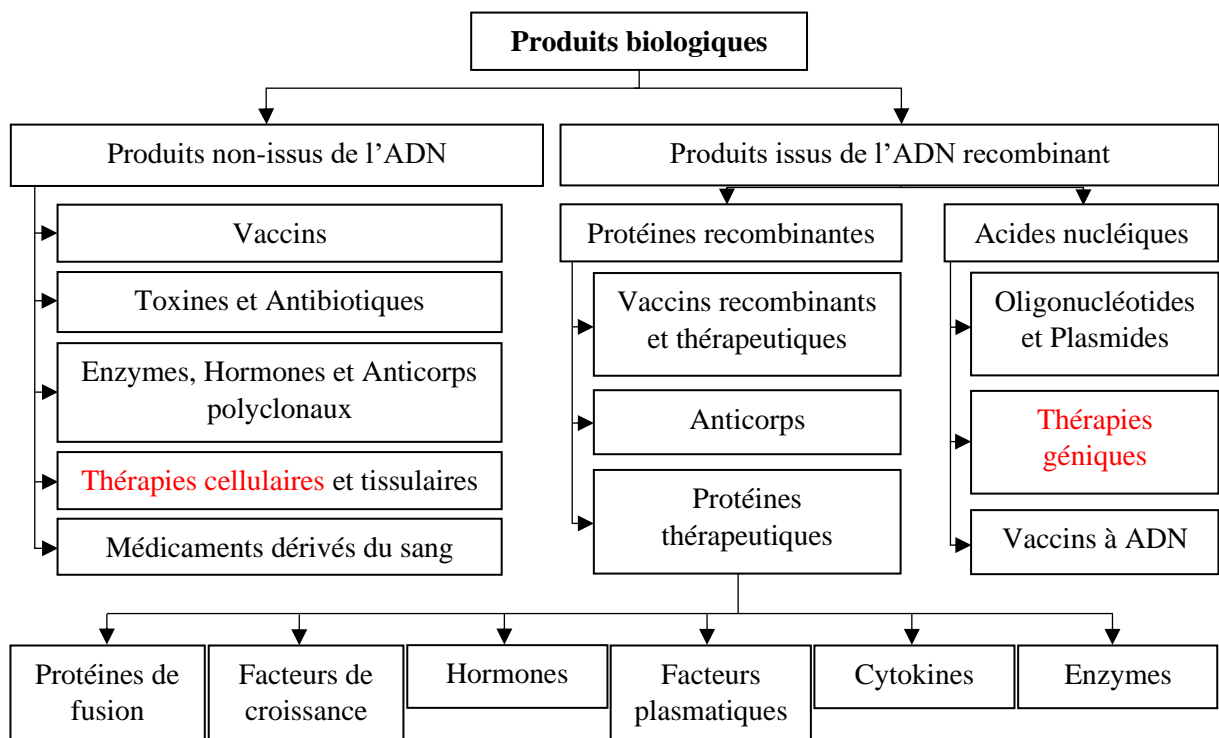 Produits biologiques
Produits non-issus de l’ADN
Produits issus de l’ADN recombinant
Vaccins
Toxines et Antibiotiques
Enzymes, Hormones et Anticorps
polyclonaux
Thérapies cellulaires et tissulaires
Médicaments dérivés du sang
Protéines recombinantes
Vaccins recombinants
et thérapeutiques
Anticorps
Protéines
thérapeutiques
Acides nucléiques
Oligonucléotides
et Plasmides
Thérapies
géniques
Vaccins à ADN
Protéines de
fusion
Facteurs de
croissance
Hormones
Facteurs
plasmatiques
Cytokines
Enzymes